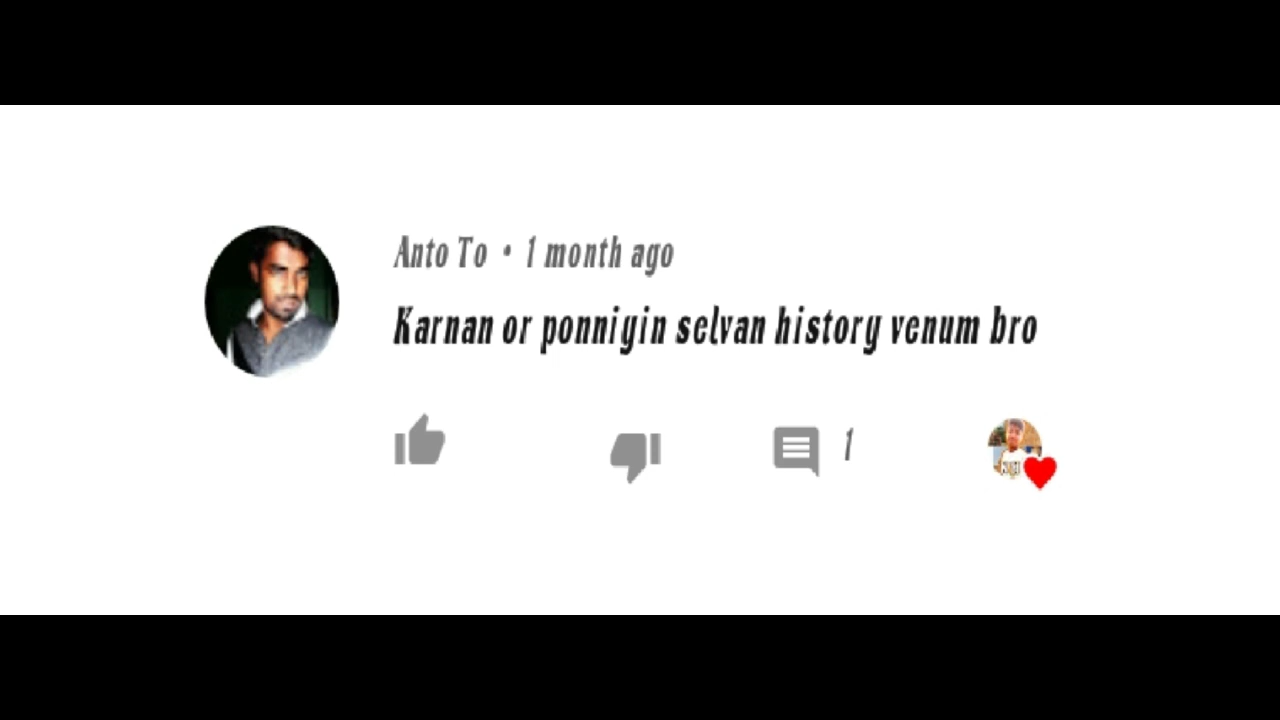 Anto To • 1 month ago
Karnan or ponniyin selvan history venum bro
1